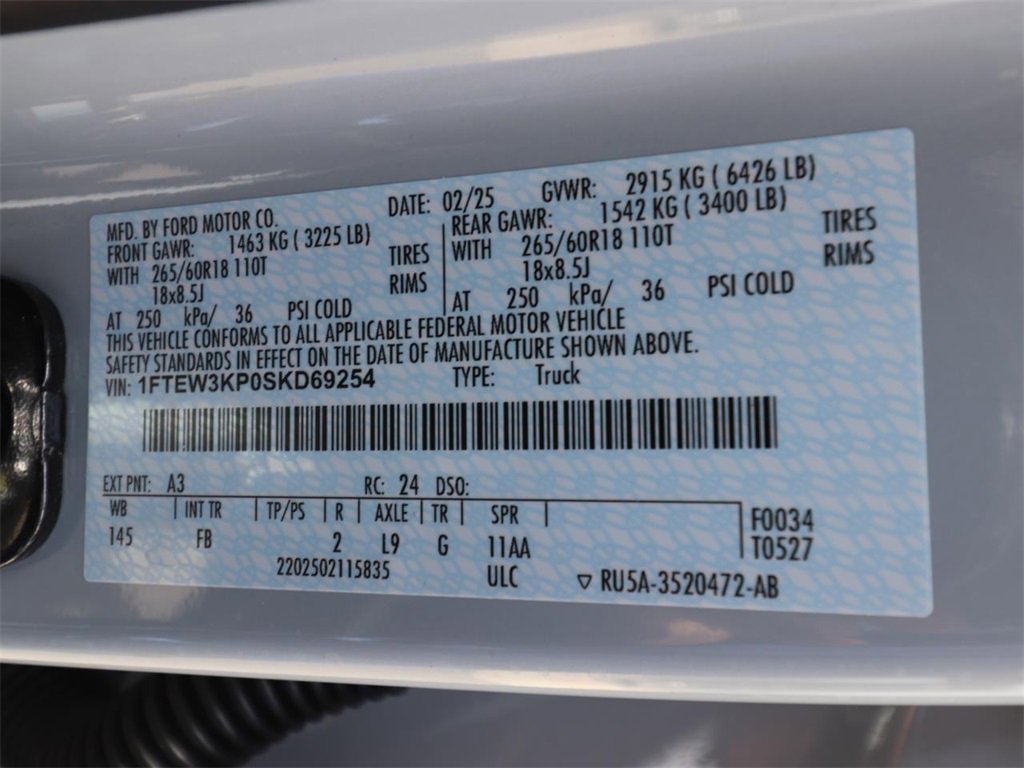 MFD. BY FORD MOTOR CO. DATE: 02/25 GVWR: 2915 KG ( 6426 LB)
FRONT GAWR: 1463 KG ( 3225 LB) REAR GAWR: 1542 KG ( 3400 LB)
WITH 265/60R18 110T TIRES WITH 265/60R18 110T TIRES
18x8.5J RIMS 18x8.5J RIMS
AT 250 kPa/ 36 PSI COLD AT 250 kPa/ 36 PSI COLD
THIS VEHICLE CONFORMS TO ALL APPLICABLE FEDERAL MOTOR VEHICLE
SAFETY STANDARDS IN EFFECT ON THE DATE OF MANUFACTURE SHOWN ABOVE.
VIN: 1FTEW3KP0SKD69254 TYPE: Truck
EXT PNT: A3 RC: 24 DSO:
WB INT TR TP/PS R AXLE TR SPR F0034
145 FB 2 L9 G 11AA T0527
2202502115835 ULC RU5A-3520472-AB